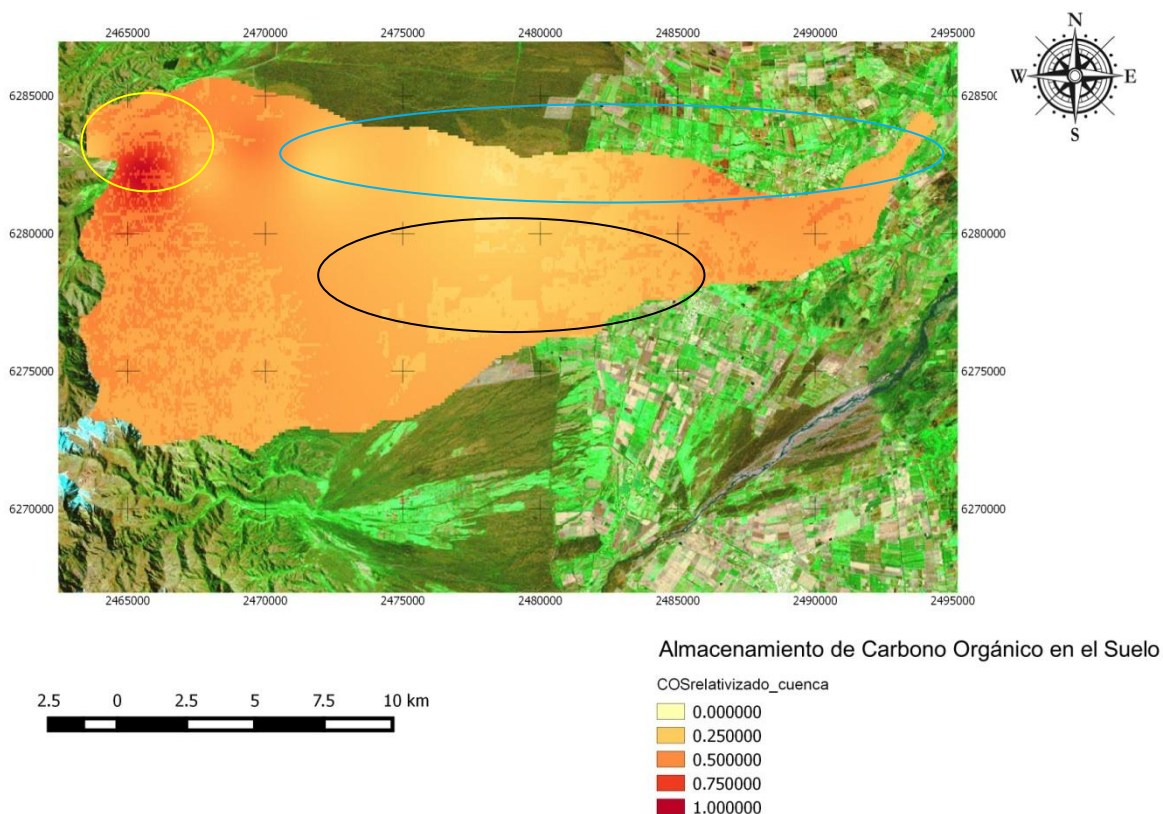 2465000 2470000 2475000 2480000 2485000 2490000 2495000
N
W E
S
6285000 6285000
6280000 6280000
6275000 6275000
6270000 6270000
2465000 2470000 2475000 2480000 2485000 2490000 2495000
Almacenamiento de Carbono Orgánico en el Suelo
COSrelativizado_cuenca
2.5 0 2.5 5 7.5 10 km
0.000000
0.250000
0.500000
0.750000
1.000000